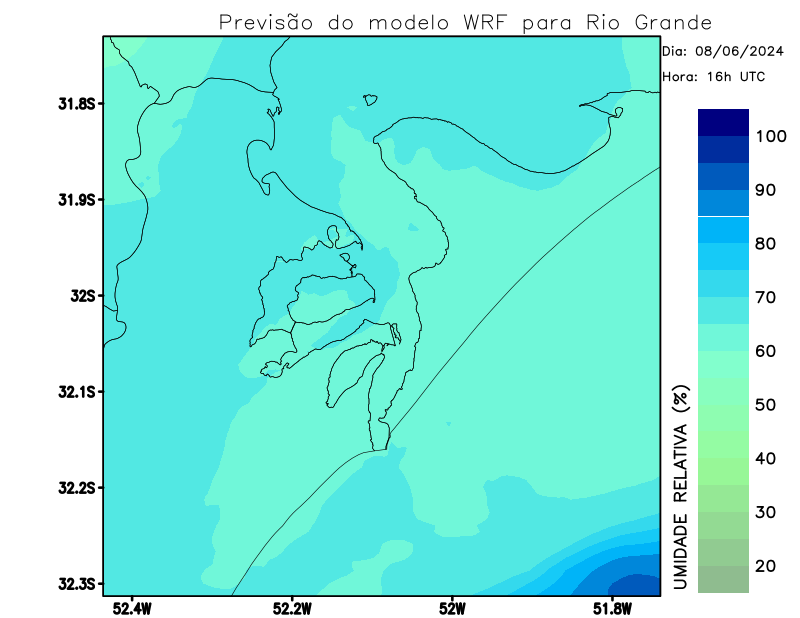 Previsão do modelo WRF para Rio Grande
Dia: 08/06/2024
Hora: 16h UTC
31.8S
31.9S
32S
32.1S
32.2S
32.3S
52.4W 52.2W 52W 51.8W
100
90
80
70
60
50
40
30
20
UMIDADE RELATIVA (%)